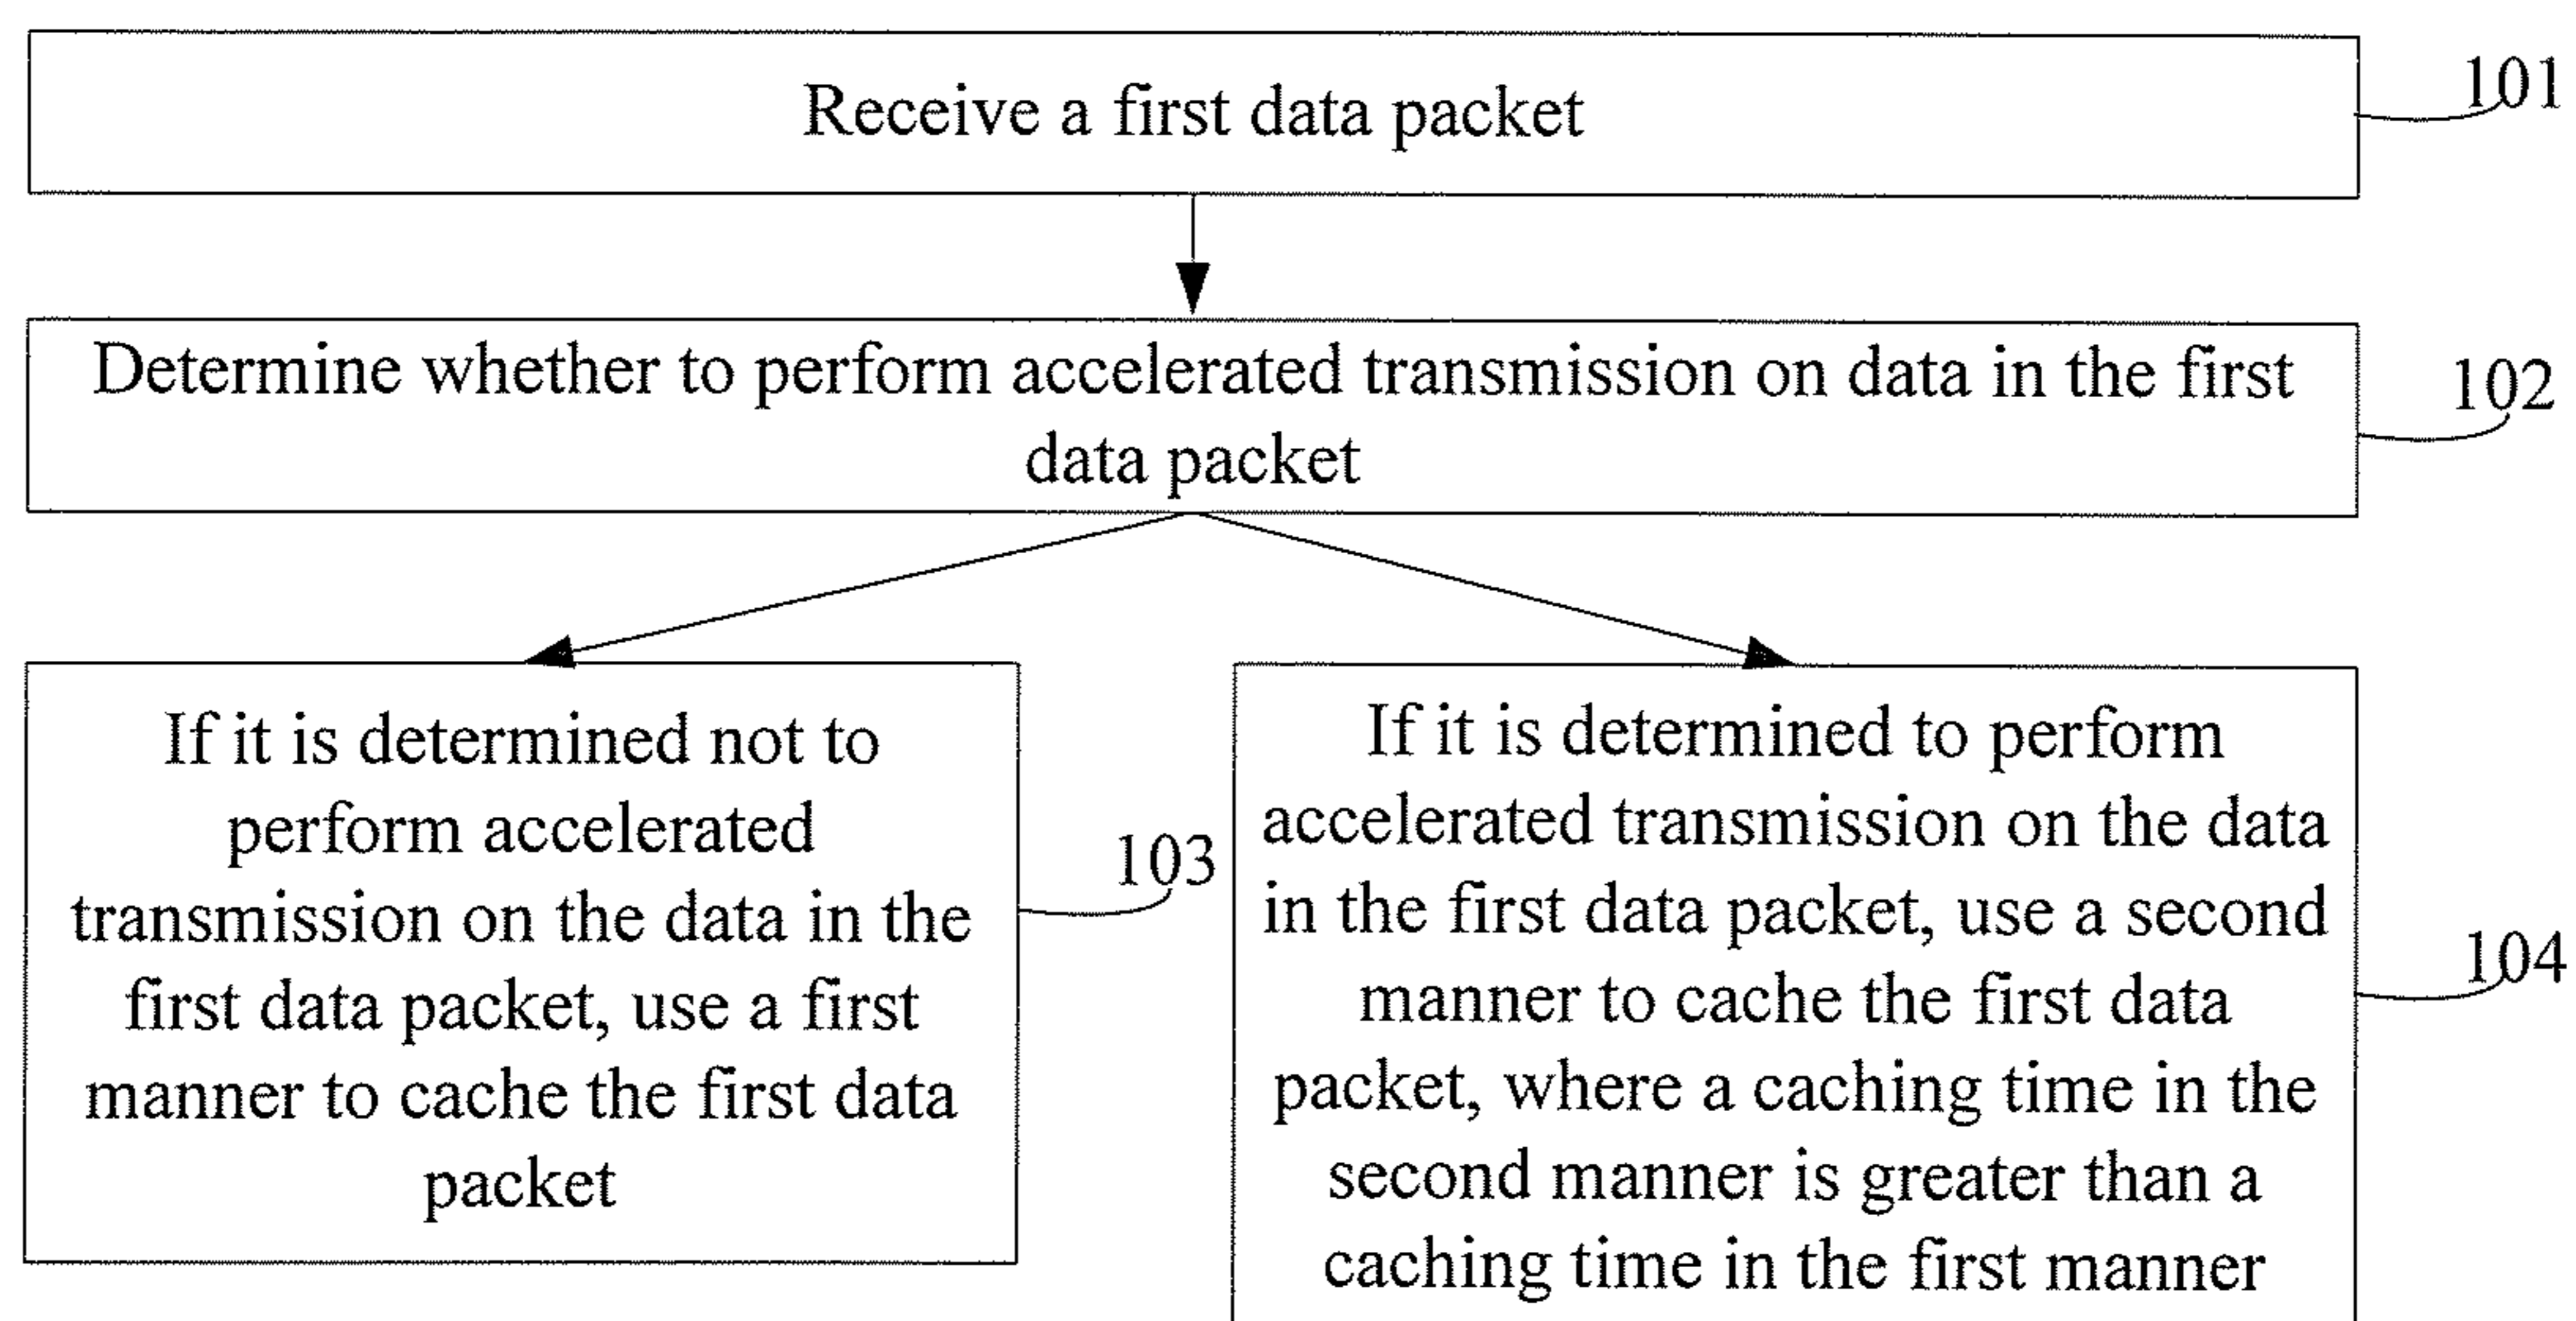 Receive a first data packet
101
Determine whether to perform accelerated transmission on data in the first
data packet
102
If it is determined not to
perform accelerated
transmission on the data in the
first data packet, use a first
manner to cache the first data
packet
103
If it is determined to perform
accelerated transmission on the data
in the first data packet, use a second
manner to cache the first data
packet, where a caching time in the
second manner is greater than a
caching time in the first manner
104